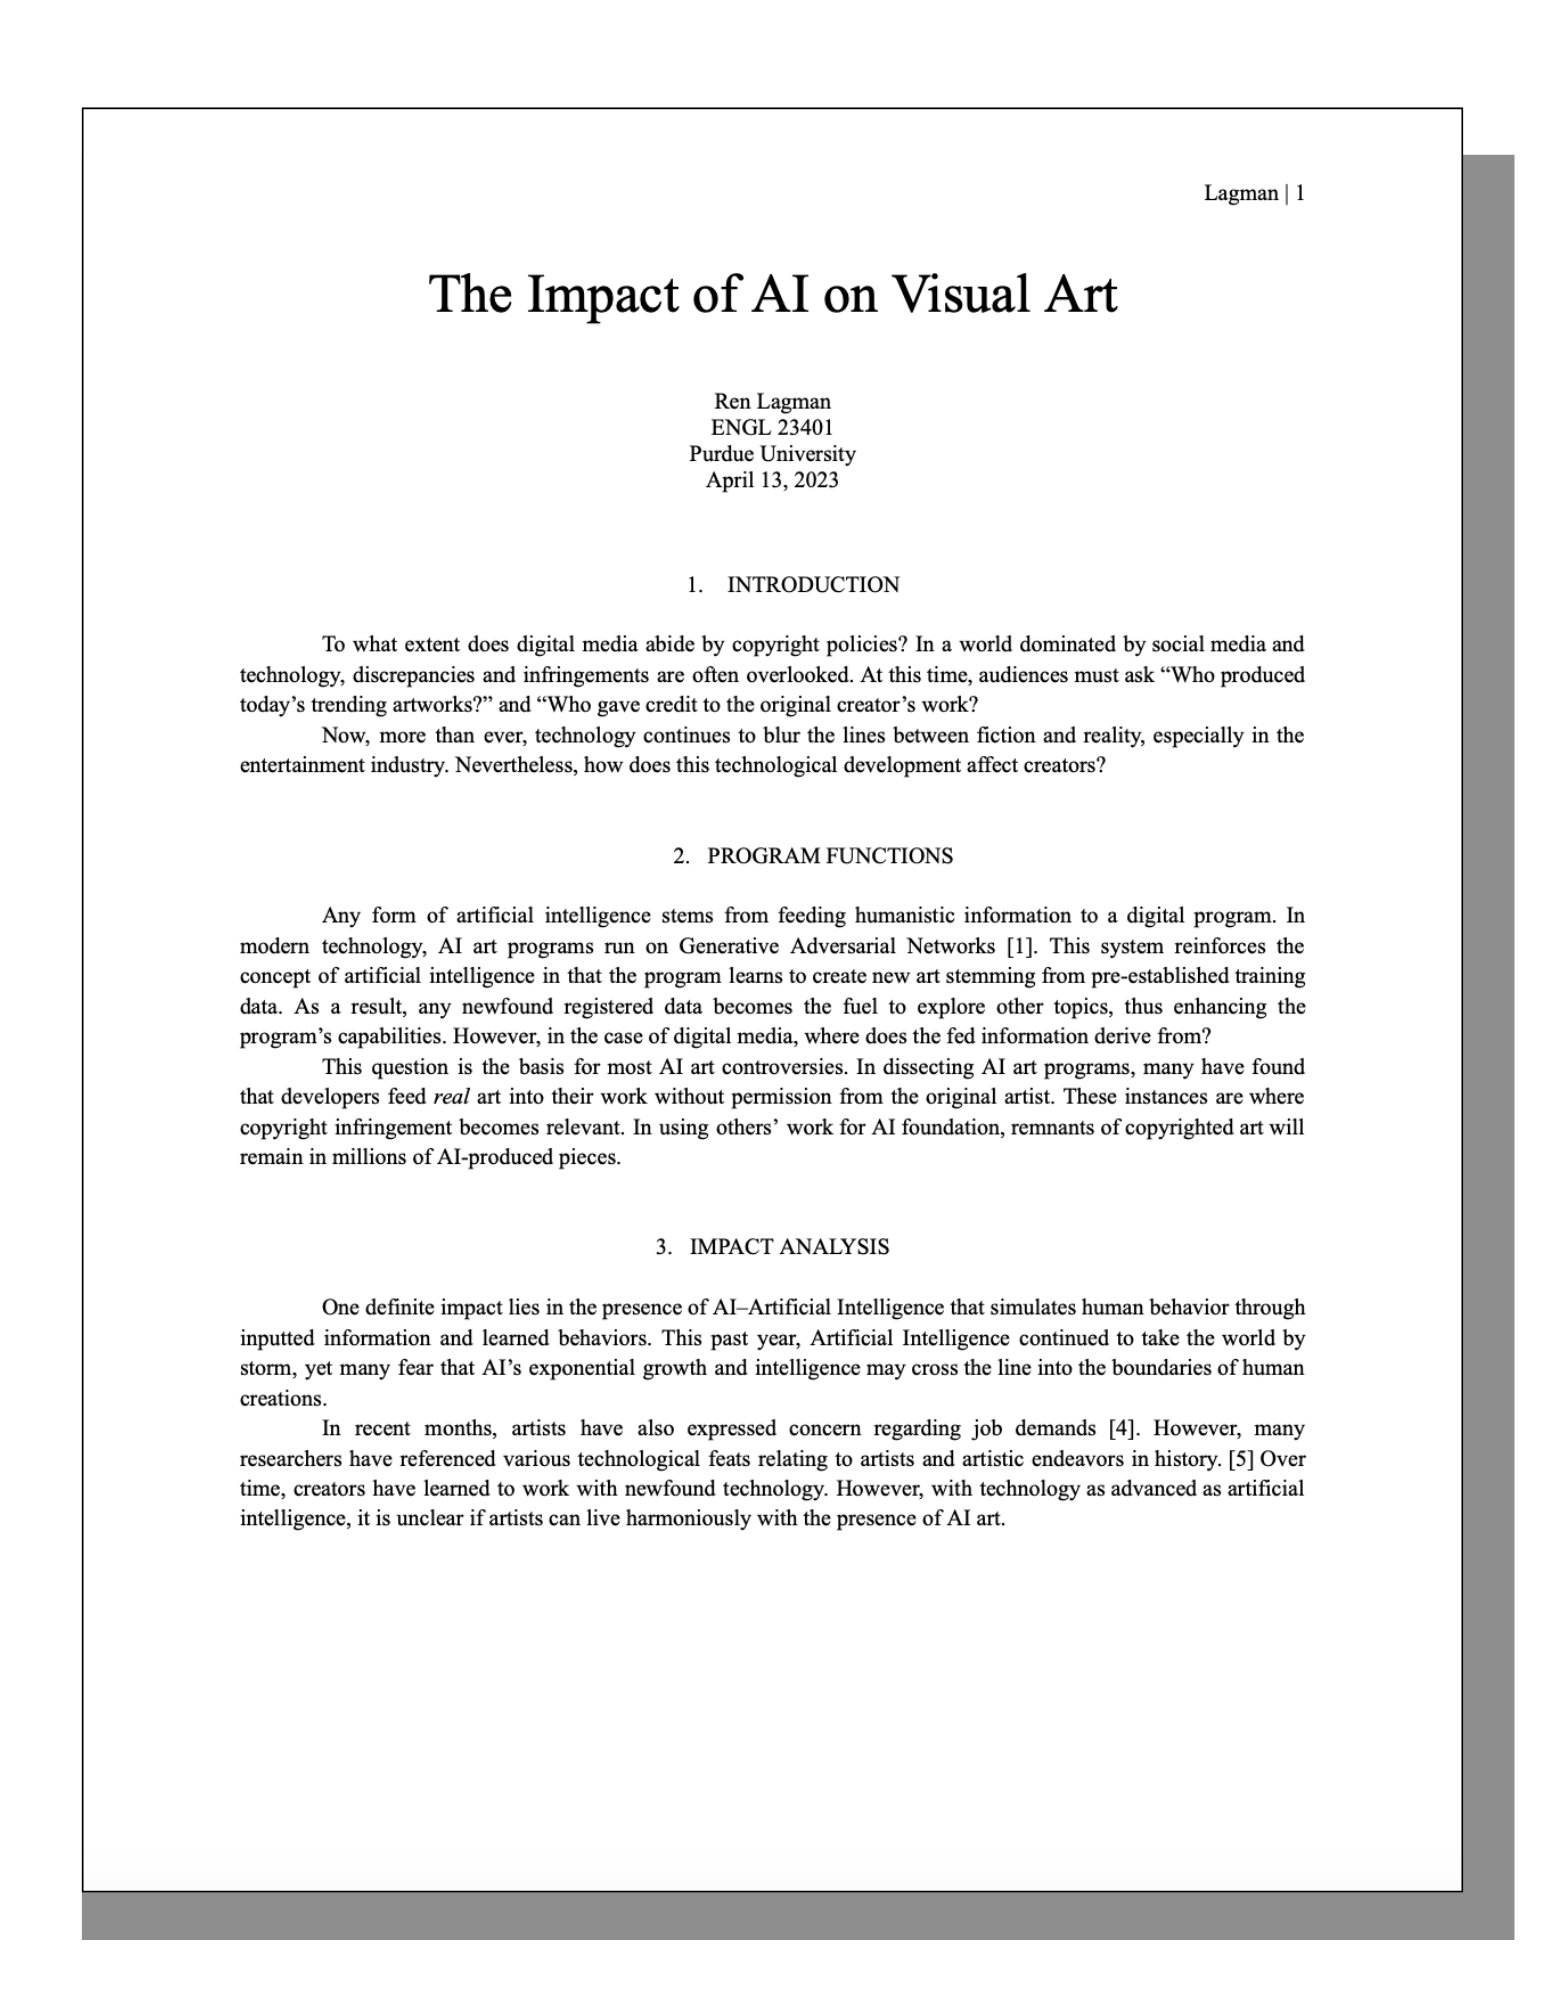 Lagman | 1
The Impact of AI on Visual Art
Ren Lagman
ENGL 23401
Purdue University
April 13, 2023
1. INTRODUCTION
To what extent does digital media abide by copyright policies? In a world dominated by social media and
technology, discrepancies and infringements are often overlooked. At this time, audiences must ask “Who produced
today’s trending artworks?” and “Who gave credit to the original creator’s work?
Now, more than ever, technology continues to blur the lines between fiction and reality, especially in the
entertainment industry. Nevertheless, how does this technological development affect creators?
2. PROGRAM FUNCTIONS
Any form of artificial intelligence stems from feeding humanistic information to a digital program. In
modern technology, AI art programs run on Generative Adversarial Networks [1]. This system reinforces the
concept of artificial intelligence in that the program learns to create new art stemming from pre-established training
data. As a result, any newfound registered data becomes the fuel to explore other topics, thus enhancing the
program’s capabilities. However, in the case of digital media, where does the fed information derive from?
This question is the basis for most AI art controversies. In dissecting AI art programs, many have found
that developers feed real art into their work without permission from the original artist. These instances are where
copyright infringement becomes relevant. In using others’ work for AI foundation, remnants of copyrighted art will
remain in millions of AI-produced pieces.
3. IMPACT ANALYSIS
One definite impact lies in the presence of AI–Artificial Intelligence that simulates human behavior through
inputted information and learned behaviors. This past year, Artificial Intelligence continued to take the world by
storm, yet many fear that AI’s exponential growth and intelligence may cross the line into the boundaries of human
creations.
In recent months, artists have also expressed concern regarding job demands [4]. However, many
researchers have referenced various technological feats relating to artists and artistic endeavors in history. [5] Over
time, creators have learned to work with newfound technology. However, with technology as advanced as artificial
intelligence, it is unclear if artists can live harmoniously with the presence of AI art.